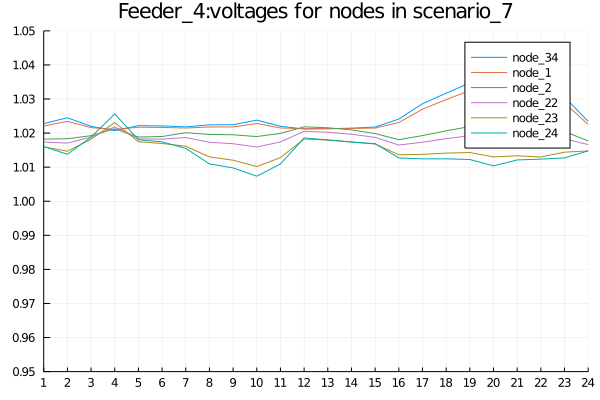 Feeder_4:voltages for nodes in scenario_7
1.05
1.04
1.03
1.02
1.01
1.00
0.99
0.98
0.97
0.96
0.95
node_34
node_1
node_2
node_22
node_23
node_24
1 2 3 4 5 6 7 8 9 10 11 12 13 14 15 16 17 18 19 20 21 22 23 24